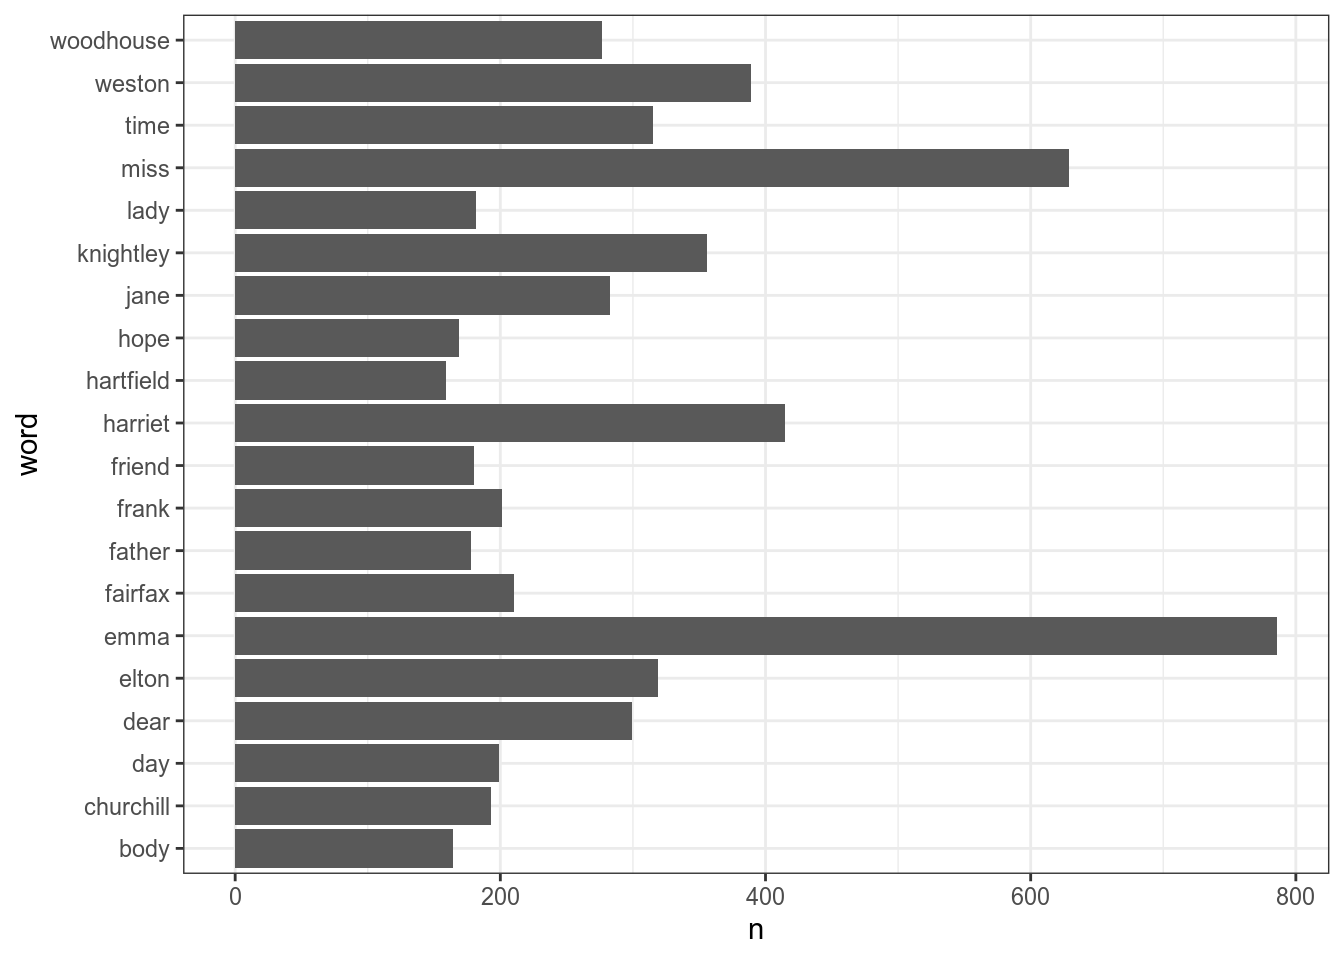 woodhouse
weston
time
miss
lady
knightley
jane
hope
hartfield
harriet
friend
frank
father
fairfax
emma
elton
dear
day
churchill
body
word
0 200 400 600 800
n